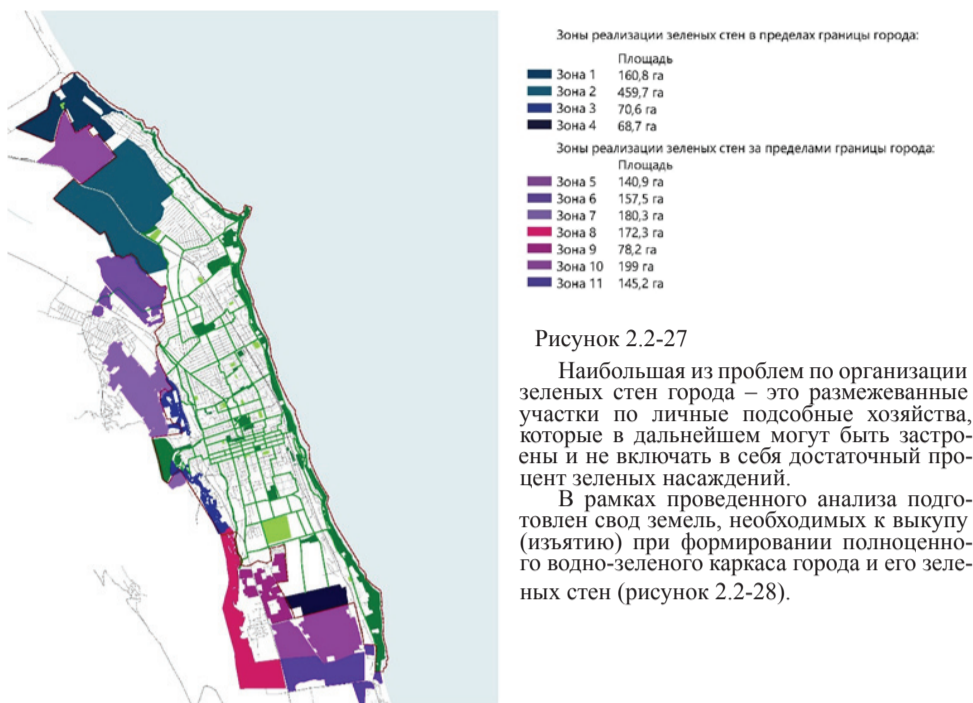 Зоны реализации зеленых стен в пределах границы города:
Площадь
Зона 1 160,8 га
Зона 2 459,7 га
Зона 3 70,6 га
Зона 4 68,7 га
Зоны реализации зеленых стен за пределами границы города:
Площадь
Зона 5 140,9 га
Зона 6 157,5 га
Зона 7 180,3 га
Зона 8 172,3 га
Зона 9 78,2 га
Зона 10 199 га
Зона 11 145,2 га
Рисунок 2.2-27
Наибольшая из проблем по организации
зеленых стен города – это размежеванные
участки по личные подсобные хозяйства,
которые в дальнейшем могут быть застро-
ены и не включать в себя достаточный про-
цент зеленых насаждений.
В рамках проведенного анализа подго-
товлен свод земель, необходимых к выкупу
(изъятию) при формировании полноценно-
го водно-зеленого каркаса города и его зеле-
ных стен (рисунок 2.2-28).